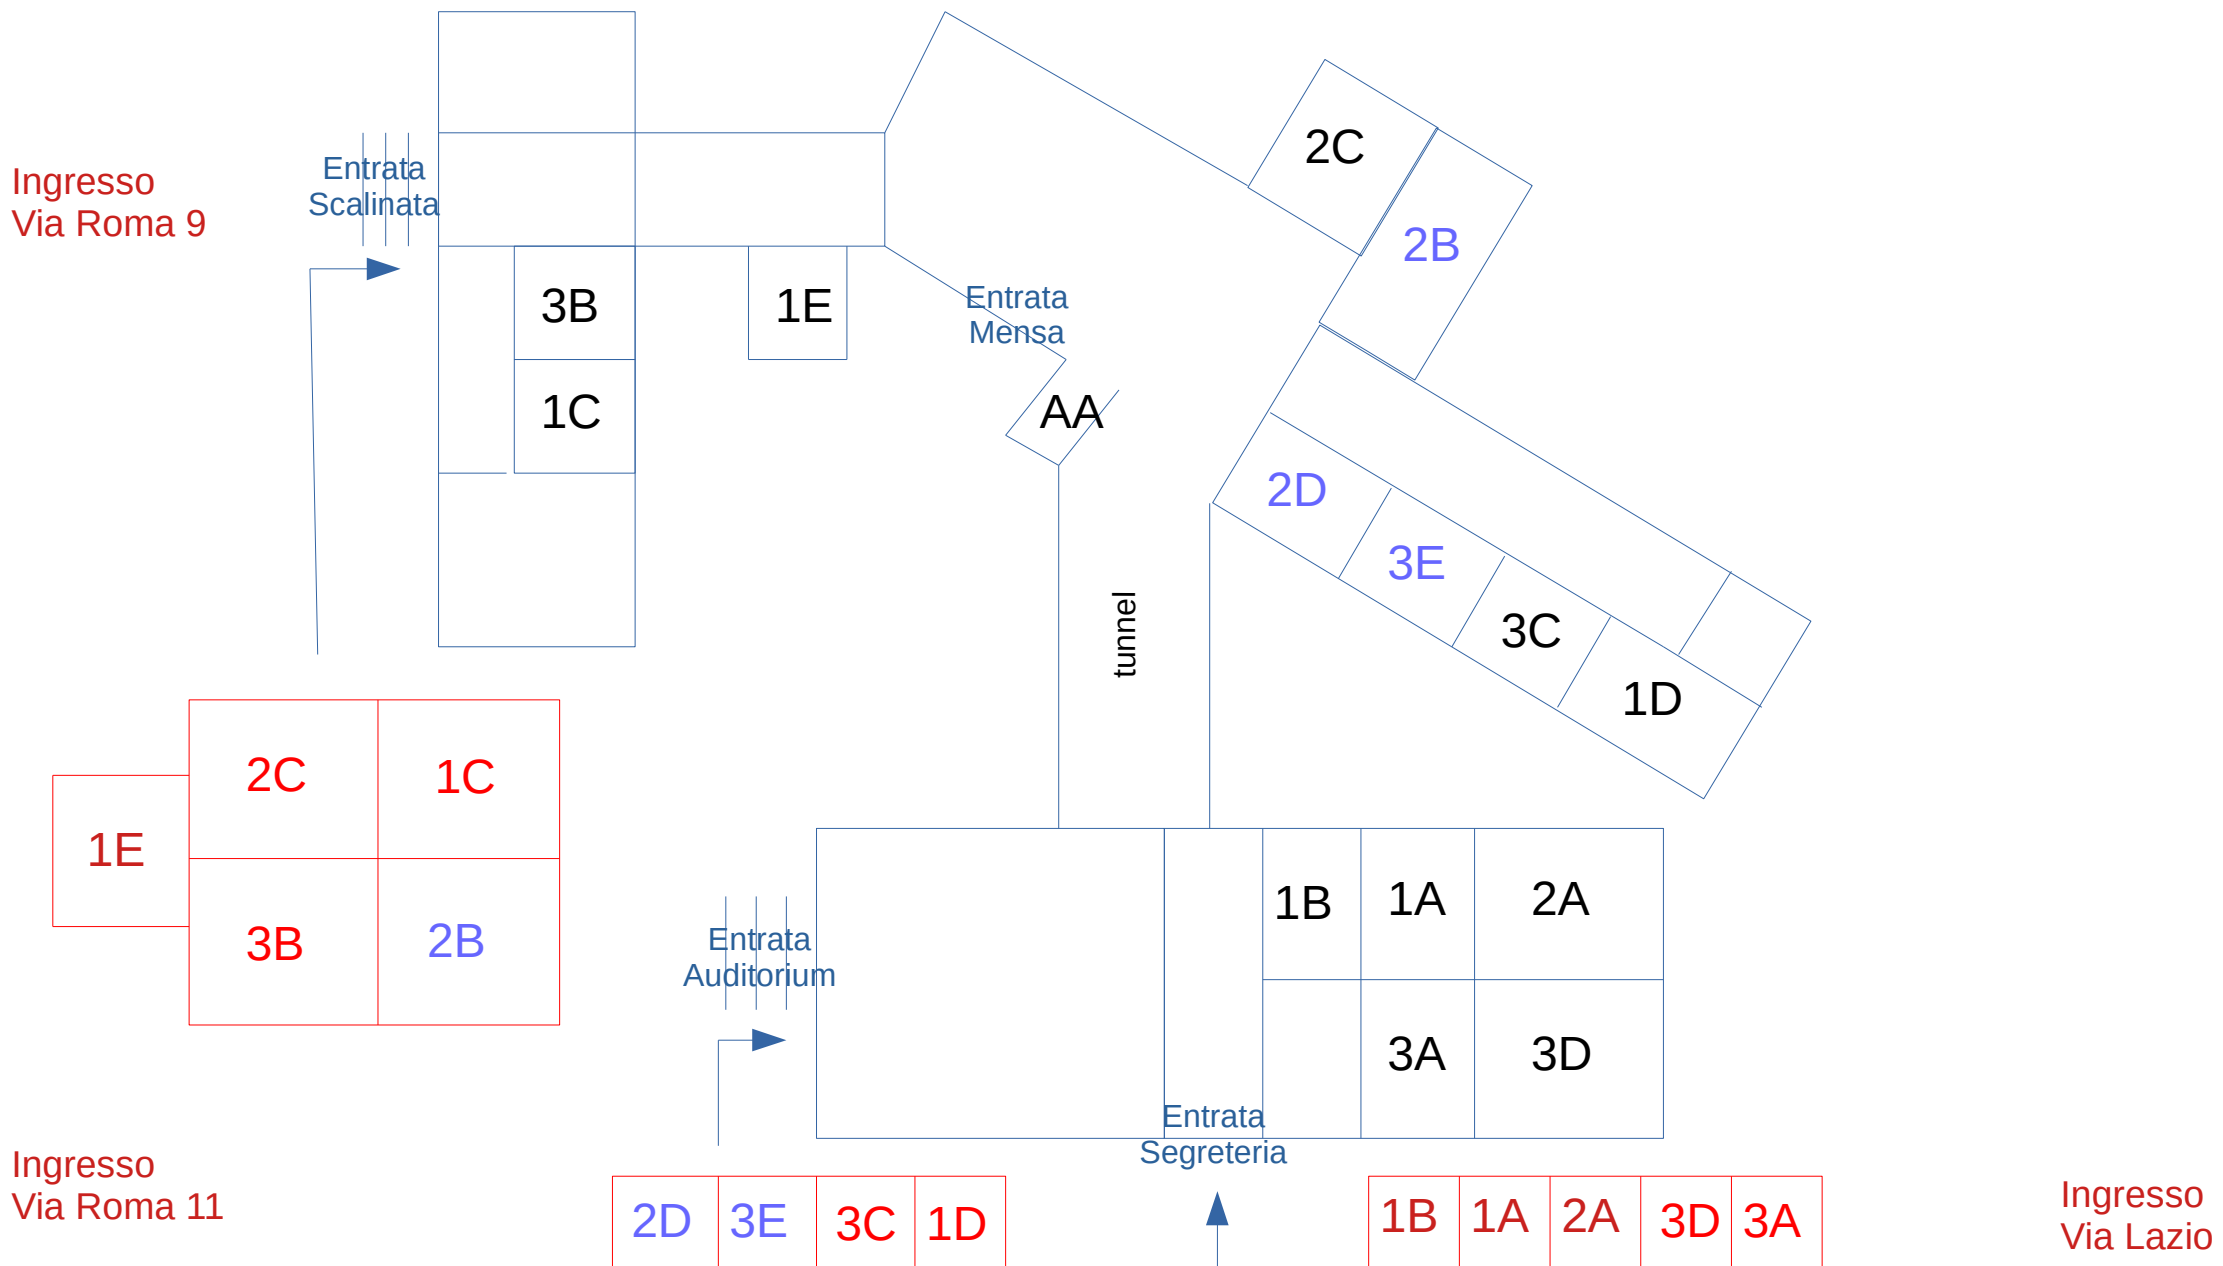 2C
Entrata
Scalinata
Ingresso
Via Roma 9
2B
3B
1E
Entrata
Mensa
1C
AA
2D
3E
3C
tunnel
1D
2C
1C
1E
3B
2B
1B
1A
2A
Entrata
Auditorium
3A
3D
Entrata
Segreteria
Ingresso
Via Roma 11
2D
3E
3C
1D
1B
1A
2A
3D
3A
Ingresso
Via Lazio